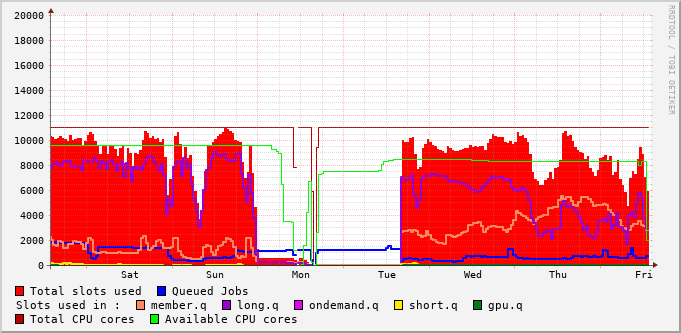 RRDTOOL / TOBI OETIKER
20000
18000
16000
14000
12000
10000
8000
6000
4000
2000
0
Sat Sun Mon Tue Wed Thu Fri
Total slots used Queued Jobs
Slots used in : member.q long.q ondemand.q short.q gpu.q
Total CPU cores Available CPU cores